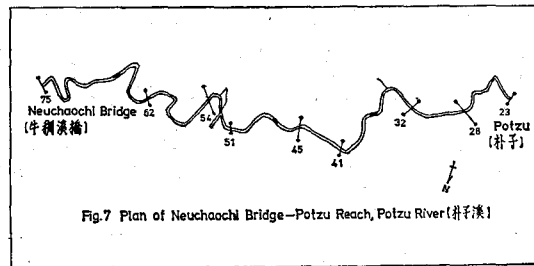 75
Neuchaochi Bridge
(牛稠溪橋)
62
54
51
45
41
32
28
23
Potzu
(朴子)
N
Fig.7 Plan of Neuchaochi Bridge—Potzu Reach, Potzu River (朴子溪)